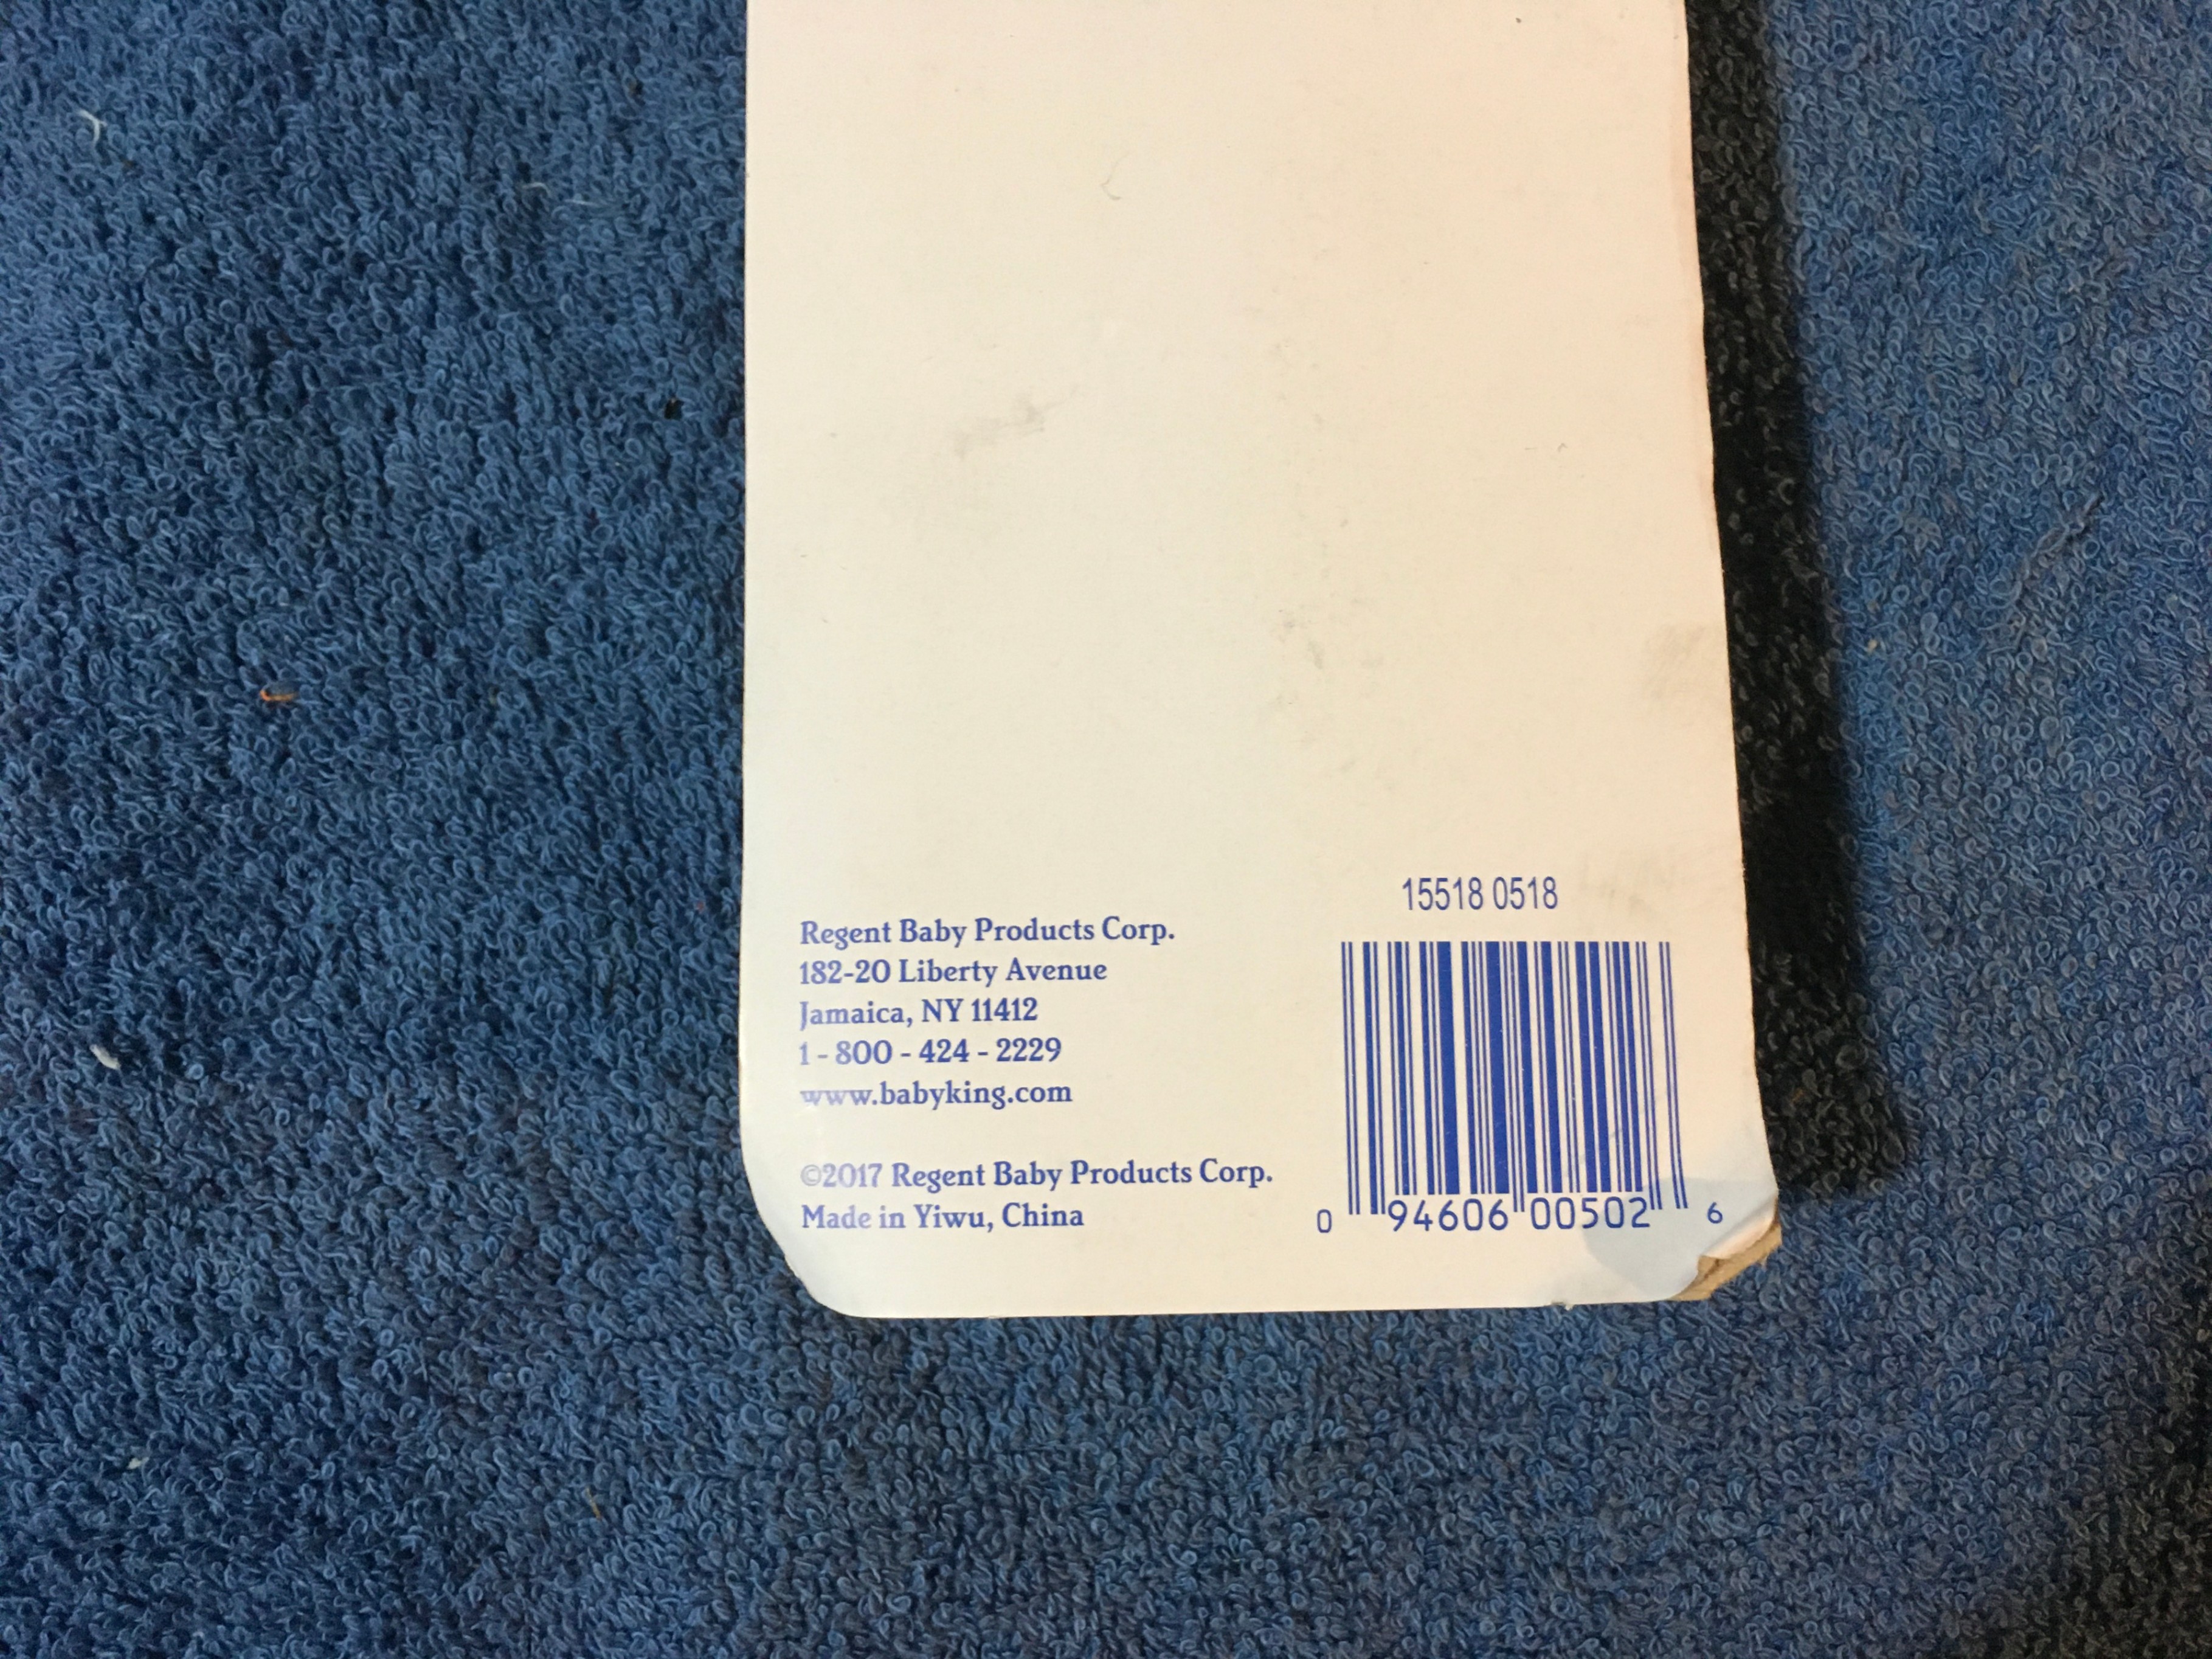 15518 0518
Regent Baby Products Corp.
182-20 Liberty Avenue
Jamaica, NY 11412
1 - 800 - 424 - 2229
www.babyking.com
©2017 Regent Baby Products Corp.
Made in Yiwu, China
0 94606 00502 6